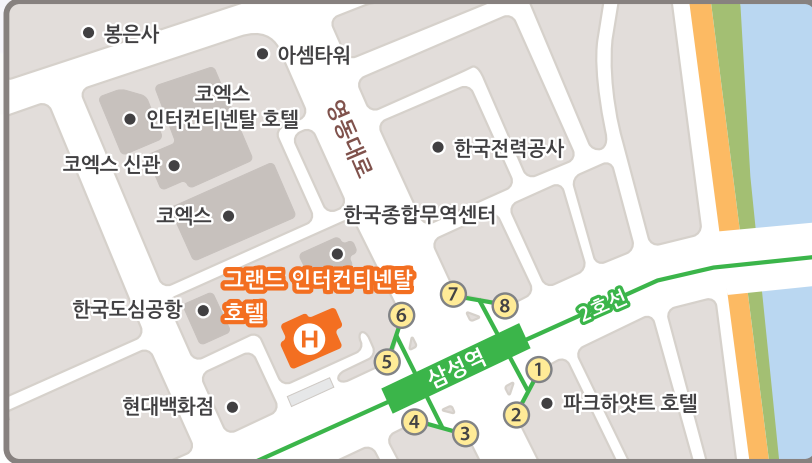 봉은사
아셈타워
코엑스
인터컨티넨탈 호텔
영동대로
한국전력공사
코엑스 신관
코엑스
한국종합무역센터
그랜드 인터컨티넨탈
호텔
한국도심공항
H
7
8
2호선
6
5
삼성역
1
2
파크하얏트 호텔
현대백화점
4
3